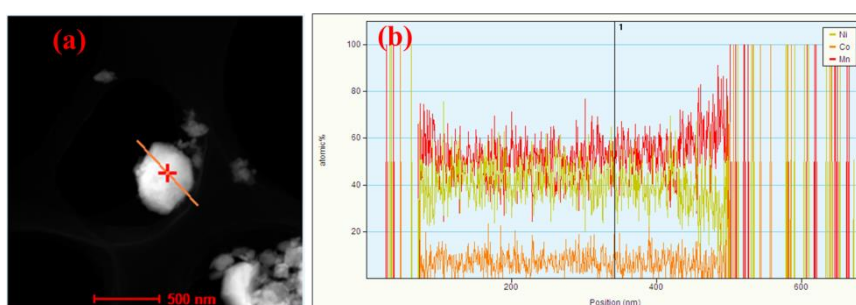 (a)
500 nm
(b)
1
Ni
Co
Mn
100
80
60
40
20
atomic%
200
400
600
Position (nm)